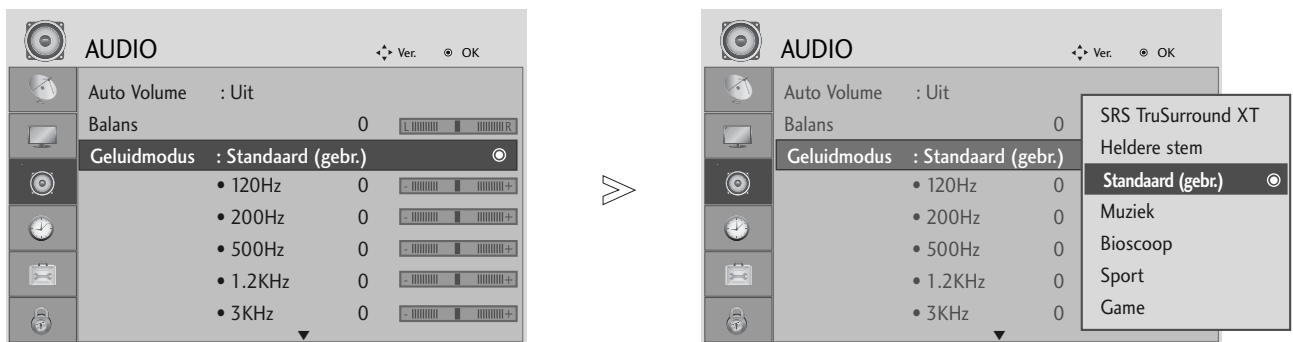 AUDIO
Ver. OK
Auto Volume : Uit
Balans 0 L R
Geluidmodus : Standaard (gebr.)
• 120Hz 0 - +
• 200Hz 0 - +
• 500Hz 0 - +
• 1.2KHz 0 - +
• 3KHz 0 - +
AUDIO
Ver. OK
Auto Volume : Uit
Balans 0
Geluidmodus : Standaard (gebr.)
• 120Hz 0
• 200Hz 0
• 500Hz 0
• 1.2KHz 0
• 3KHz 0
SRS TruSurround XT
Heldere stem
Standaard (gebr.)
Muziek
Bioscoop
Sport
Game